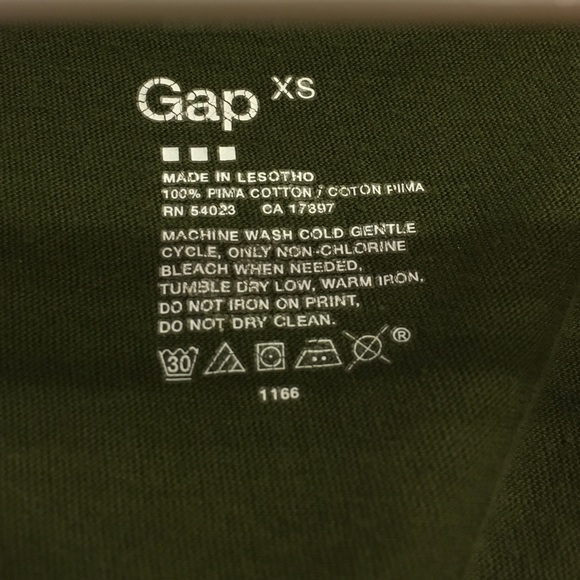 Gap XS
MADE IN LESOTHO
100% PIMA COTTON / COTON PIMA
RN 54023 CA 17897
MACHINE WASH COLD GENTLE
CYCLE, ONLY NON-CHLORINE
BLEACH WHEN NEEDED,
TUMBLE DRY LOW, WARM IRON,
DO NOT IRON ON PRINT,
DO NOT DRY CLEAN.
30 ®
1166